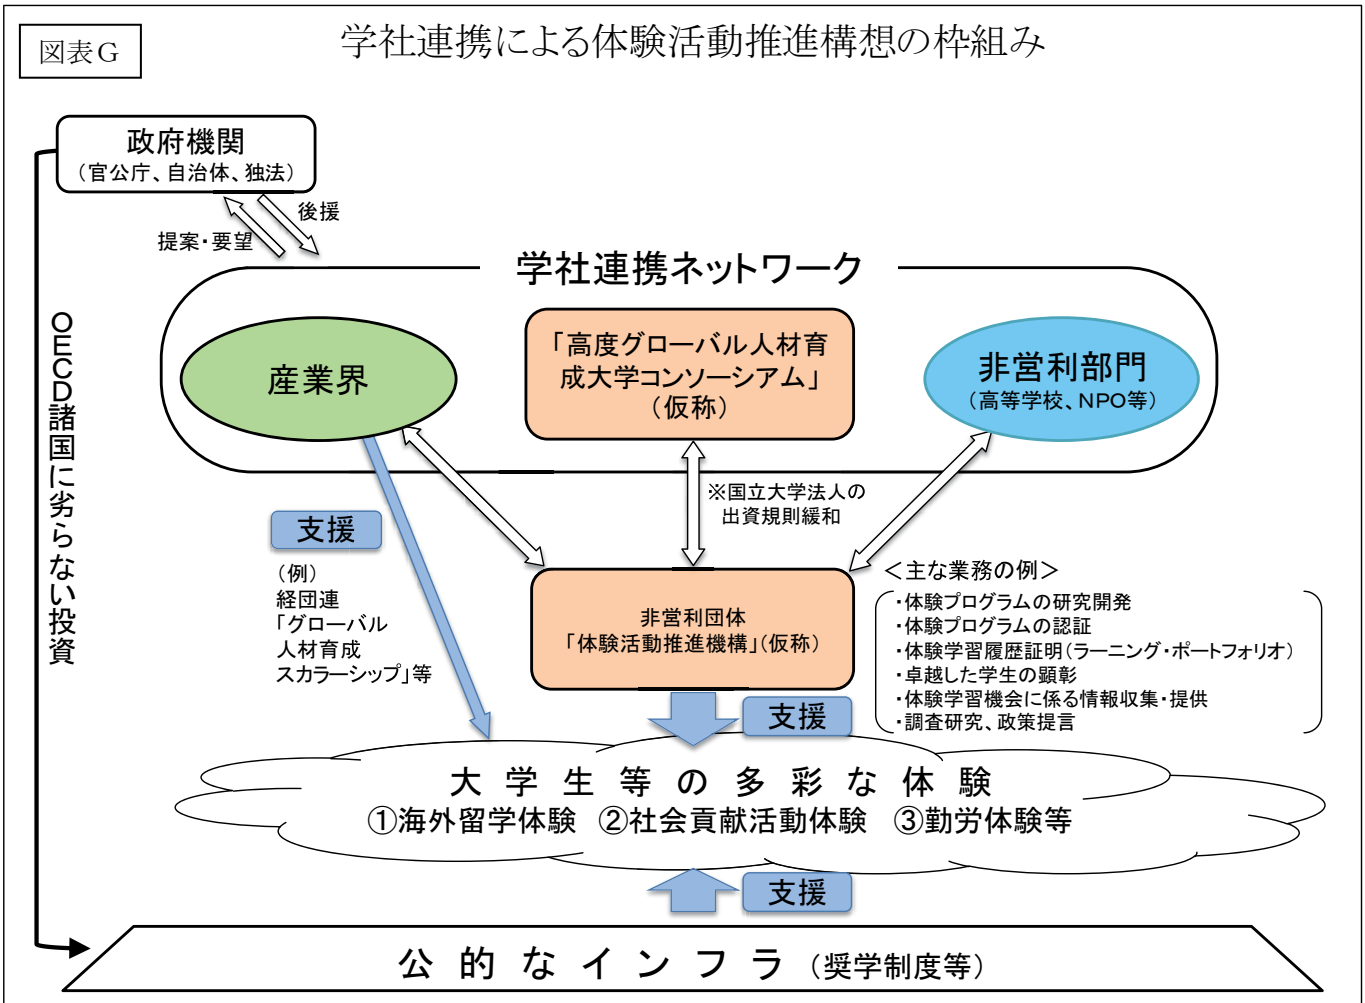 図表G
学社連携による体験活動推進構想の枠組み
政府機関
(官公庁、自治体、独法)
後援
提案・要望
OECD諸国に劣らない投資
学社連携ネットワーク
産業界
「高度グローバル人材育
成大学コンソーシアム」
(仮称)
非営利部門
(高等学校、NPO等)
※国立大学法人の
出資規則緩和
支援
(例)
経団連
「グローバル
人材育成
スカラーシップ」等
非営利団体
「体験活動推進機構」(仮称)
<主な業務の例>
・体験プログラムの研究開発
・体験プログラムの認証
・体験学習履歴証明(ラーニング・ポートフォリオ)
・卓越した学生の顕彰
・体験学習機会に係る情報収集・提供
・調査研究、政策提言
支援
大学生等の多彩な体験
①海外留学体験 ②社会貢献活動体験 ③勤労体験等
支援
公的なインフラ(奨学制度等)